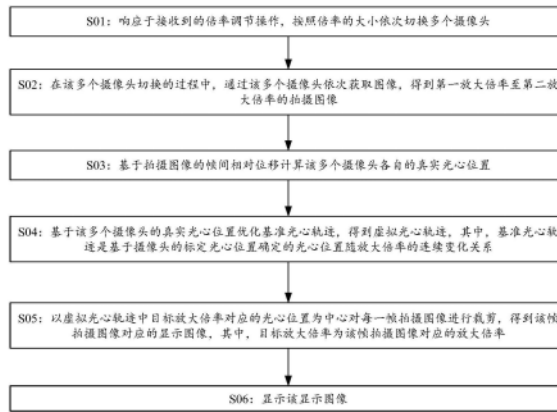 S01：响应于接收到的倍率调节操作，按照倍率的大小依次切换多个摄像头
S02：在该多个摄像头切换的过程中，通过该多个摄像头依次获取图像，得到第一放大倍率至第二放
大倍率的拍摄图像
S03：基于拍摄图像的帧间相对位移计算该多个摄像头各自的真实光心位置
S04：基于该多个摄像头的真实光心位置优化基准光心轨迹，得到虚拟光心轨迹，其中，基准光心轨
迹是基于摄像头的标定光心位置确定的光心位置随放大倍率的连续变化关系
S05：以虚拟光心轨迹中目标放大倍率对应的光心位置为中心对每一帧拍摄图像进行裁剪，得到该帧
拍摄图像对应的显示图像，其中，目标放大倍率为该帧拍摄图像对应的放大倍率
S06：显示该显示图像